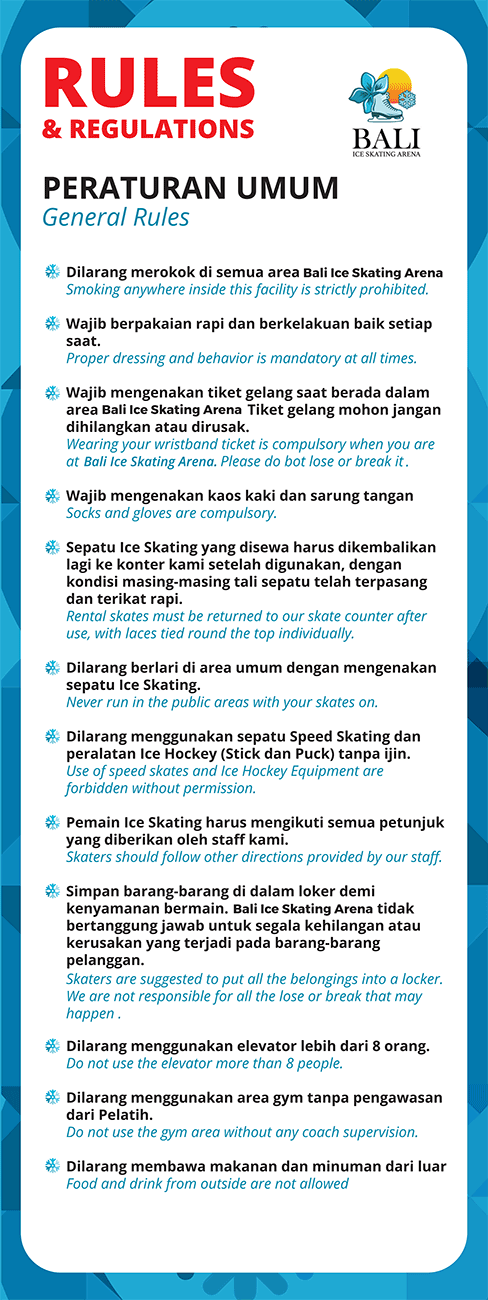 RULES
& REGULATIONS
BALI
ICE SKATING ARENA
PERATURAN UMUM
General Rules
Dilarang merokok di semua area Bali Ice Skating Arena
Smoking anywhere inside this facility is strictly prohibited.
Wajib berpakaian rapi dan berkelakuan baik setiap
saat.
Proper dressing and behavior is mandatory at all times.
Wajib mengenakan tiket gelang saat berada dalam
area Bali Ice Skating Arena Tiket gelang mohon jangan
dihilangkan atau dirusak.
Wearing your wristband ticket is compulsory when you are
at Bali Ice Skating Arena. Please do bot lose or break it .
Wajib mengenakan kaos kaki dan sarung tangan
Socks and gloves are compulsory.
Sepatu Ice Skating yang disewa harus dikembalikan
lagi ke konter kami setelah digunakan, dengan
kondisi masing-masing tali sepatu telah terpasang
dan terikat rapi.
Rental skates must be returned to our skate counter after
use, with laces tied round the top individually.
Dilarang berlari di area umum dengan mengenakan
sepatu Ice Skating.
Never run in the public areas with your skates on.
Dilarang menggunakan sepatu Speed Skating dan
peralatan Ice Hockey (Stick dan Puck) tanpa ijin.
Use of speed skates and Ice Hockey Equipment are
forbidden without permission.
Pemain Ice Skating harus mengikuti semua petunjuk
yang diberikan oleh staff kami.
Skaters should follow other directions provided by our staff.
Simpan barang-barang di dalam loker demi
kenyamanan bermain. Bali Ice Skating Arena tidak
bertanggung jawab untuk segala kehilangan atau
kerusakan yang terjadi pada barang-barang
pelanggan.
Skaters are suggested to put all the belongings into a locker.
We are not responsible for all the lose or break that may
happen .
Dilarang menggunakan elevator lebih dari 8 orang.
Do not use the elevator more than 8 people.
Dilarang menggunakan area gym tanpa pengawasan
dari Pelatih.
Do not use the gym area without any coach supervision.
Dilarang membawa makanan dan minuman dari luar
Food and drink from outside are not allowed